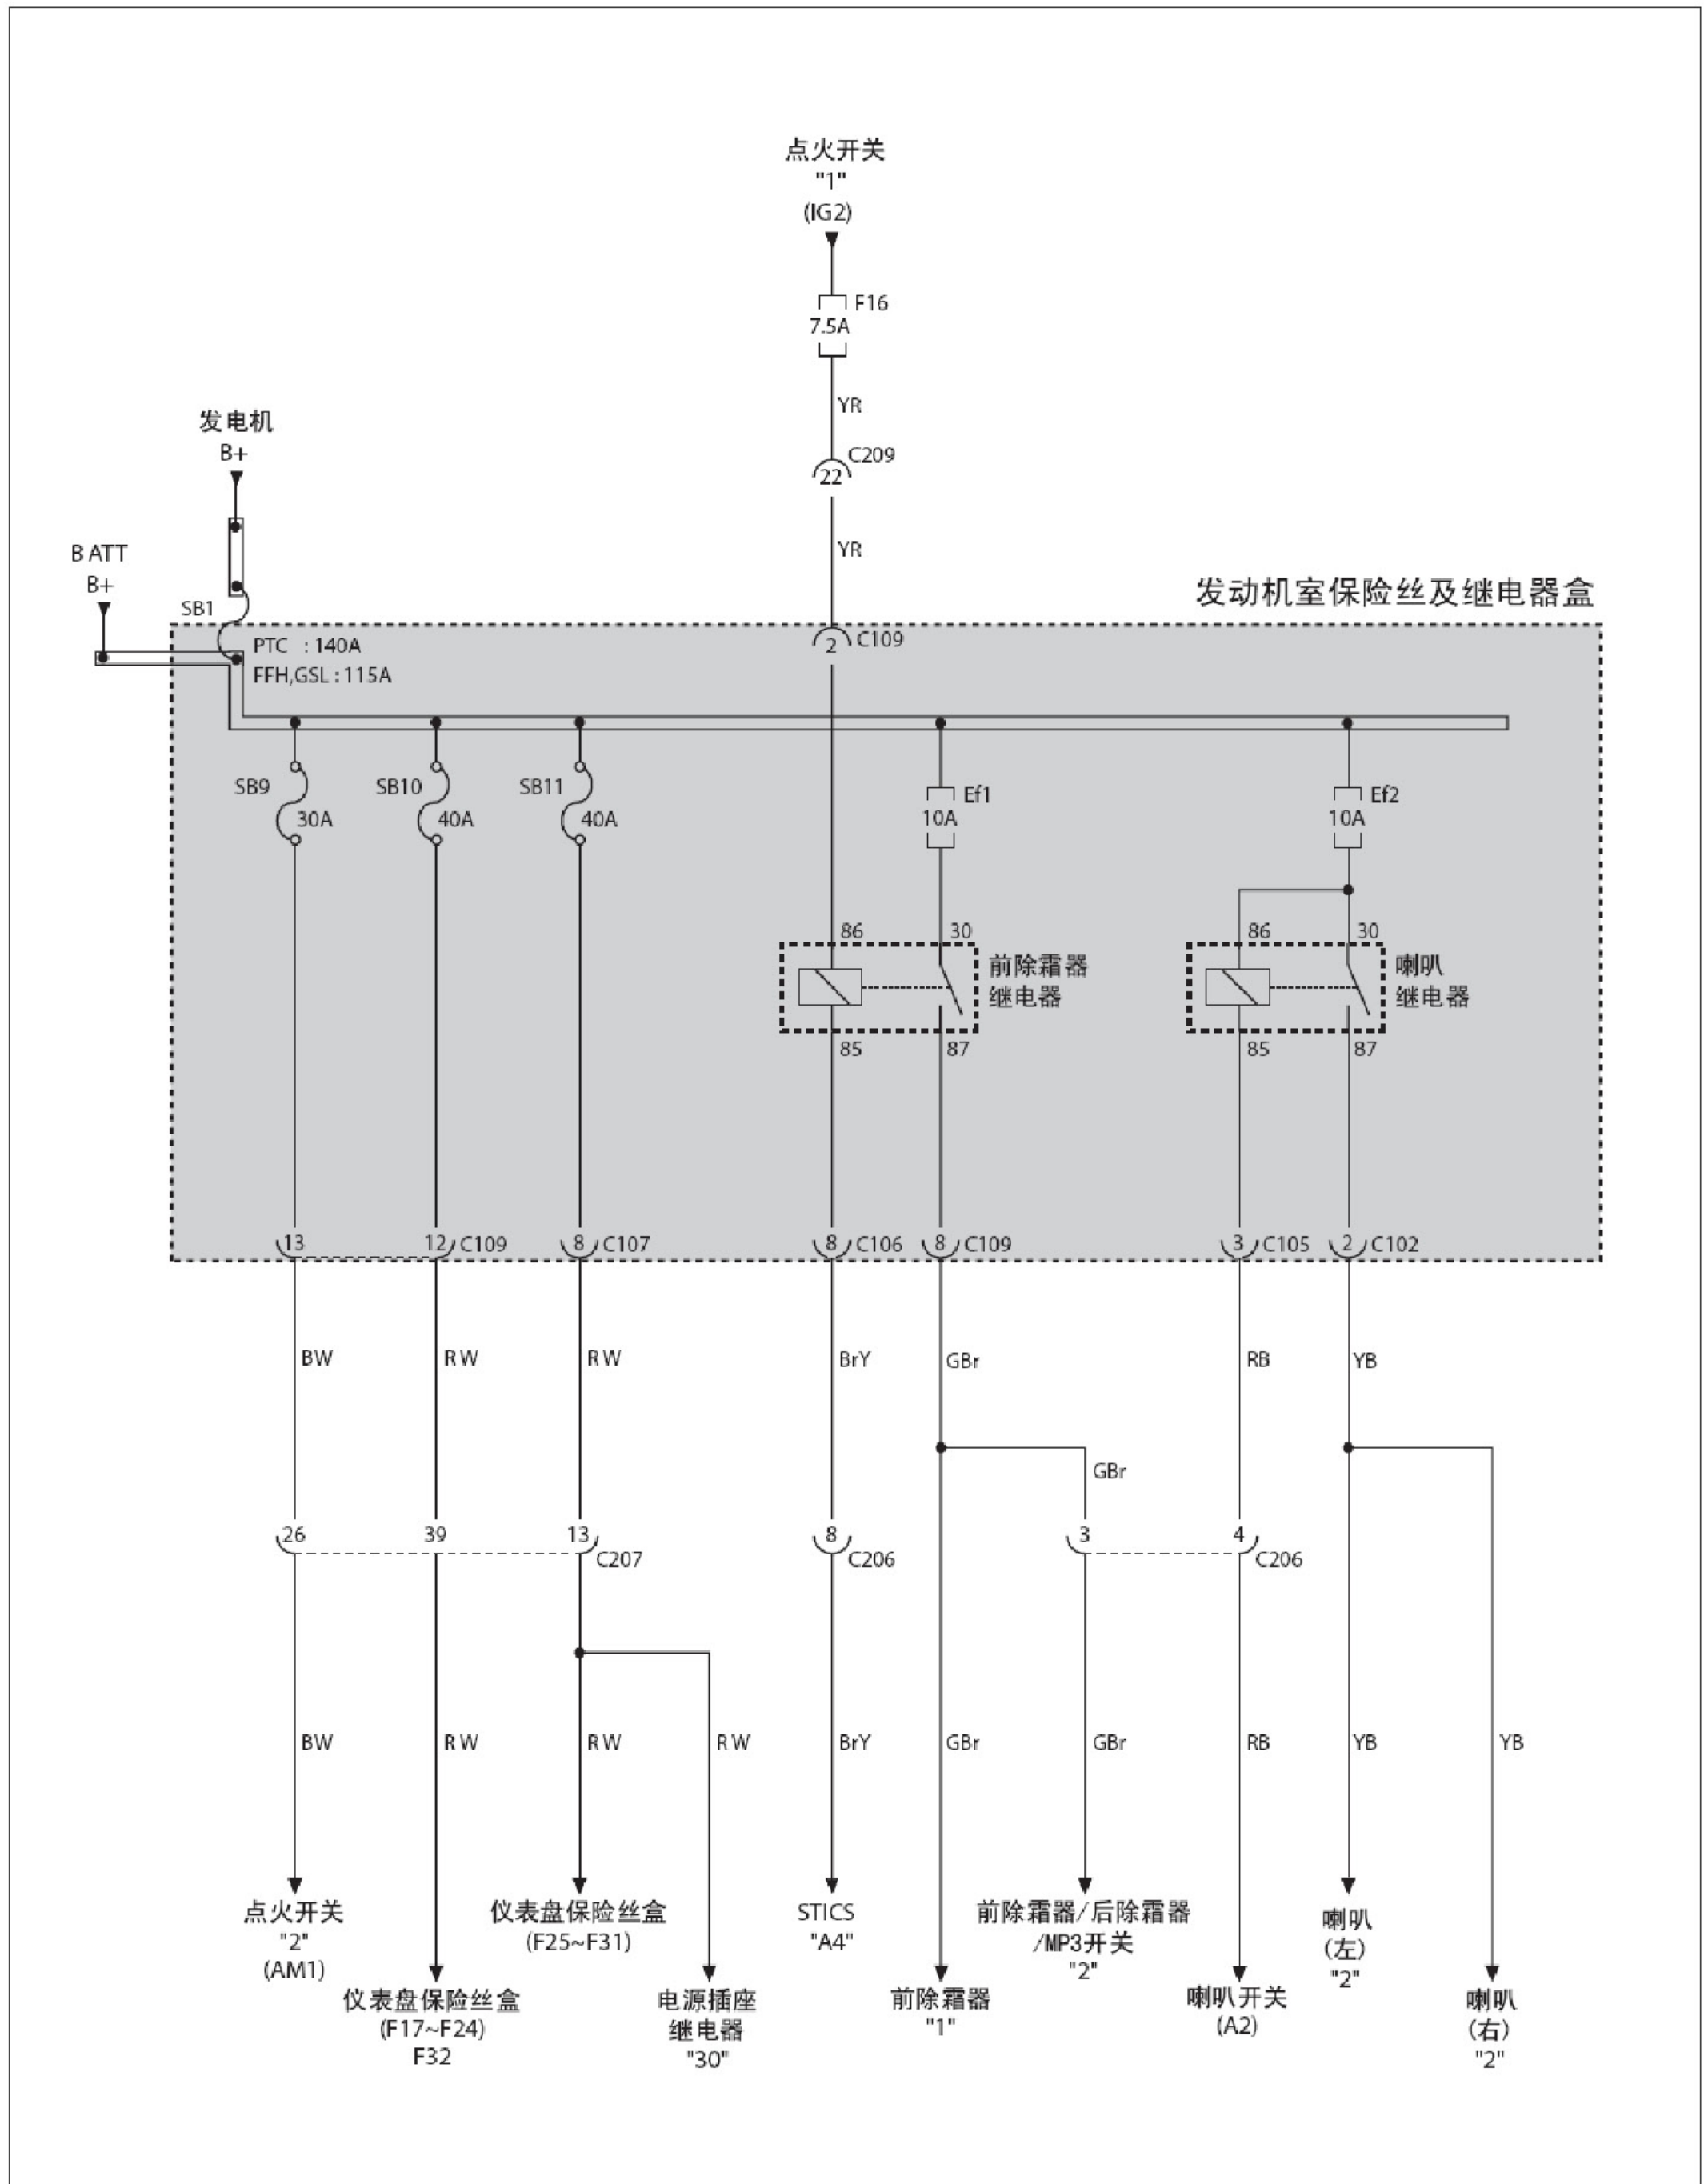 点火开关
"1"
(IG2)
F16
7.5A
YR
发电机
B+
C209
22
YR
BATT
B+
SB1
发动机室保险丝及继电器盒
PTC : 140A
FFH,GSL : 115A
2 C109
SB9
30A
SB10
40A
SB11
40A
Ef1
10A
Ef2
10A
86 30
前除霜器
继电器
85 87
86 30
喇叭
继电器
85 87
13 12 C109 8 C107 8 C106 8 C109 3 C105 2 C102
BW RW RW BrY GBr RB YB
GBr
26 39 13 C207 8 C206 3 4 C206
BW RW RW RW BrY GBr GBr RB YB YB
点火开关
"2"
(AM1)
仪表盘保险丝盒
(F17~F24)
F32
仪表盘保险丝盒
(F25~F31)
电源插座
继电器
"30"
STICS
"A4"
前除霜器
"1"
前除霜器/后除霜器
/MP3开关
"2"
喇叭开关
(A2)
喇叭
(左)
"2"
喇叭
(右)
"2"